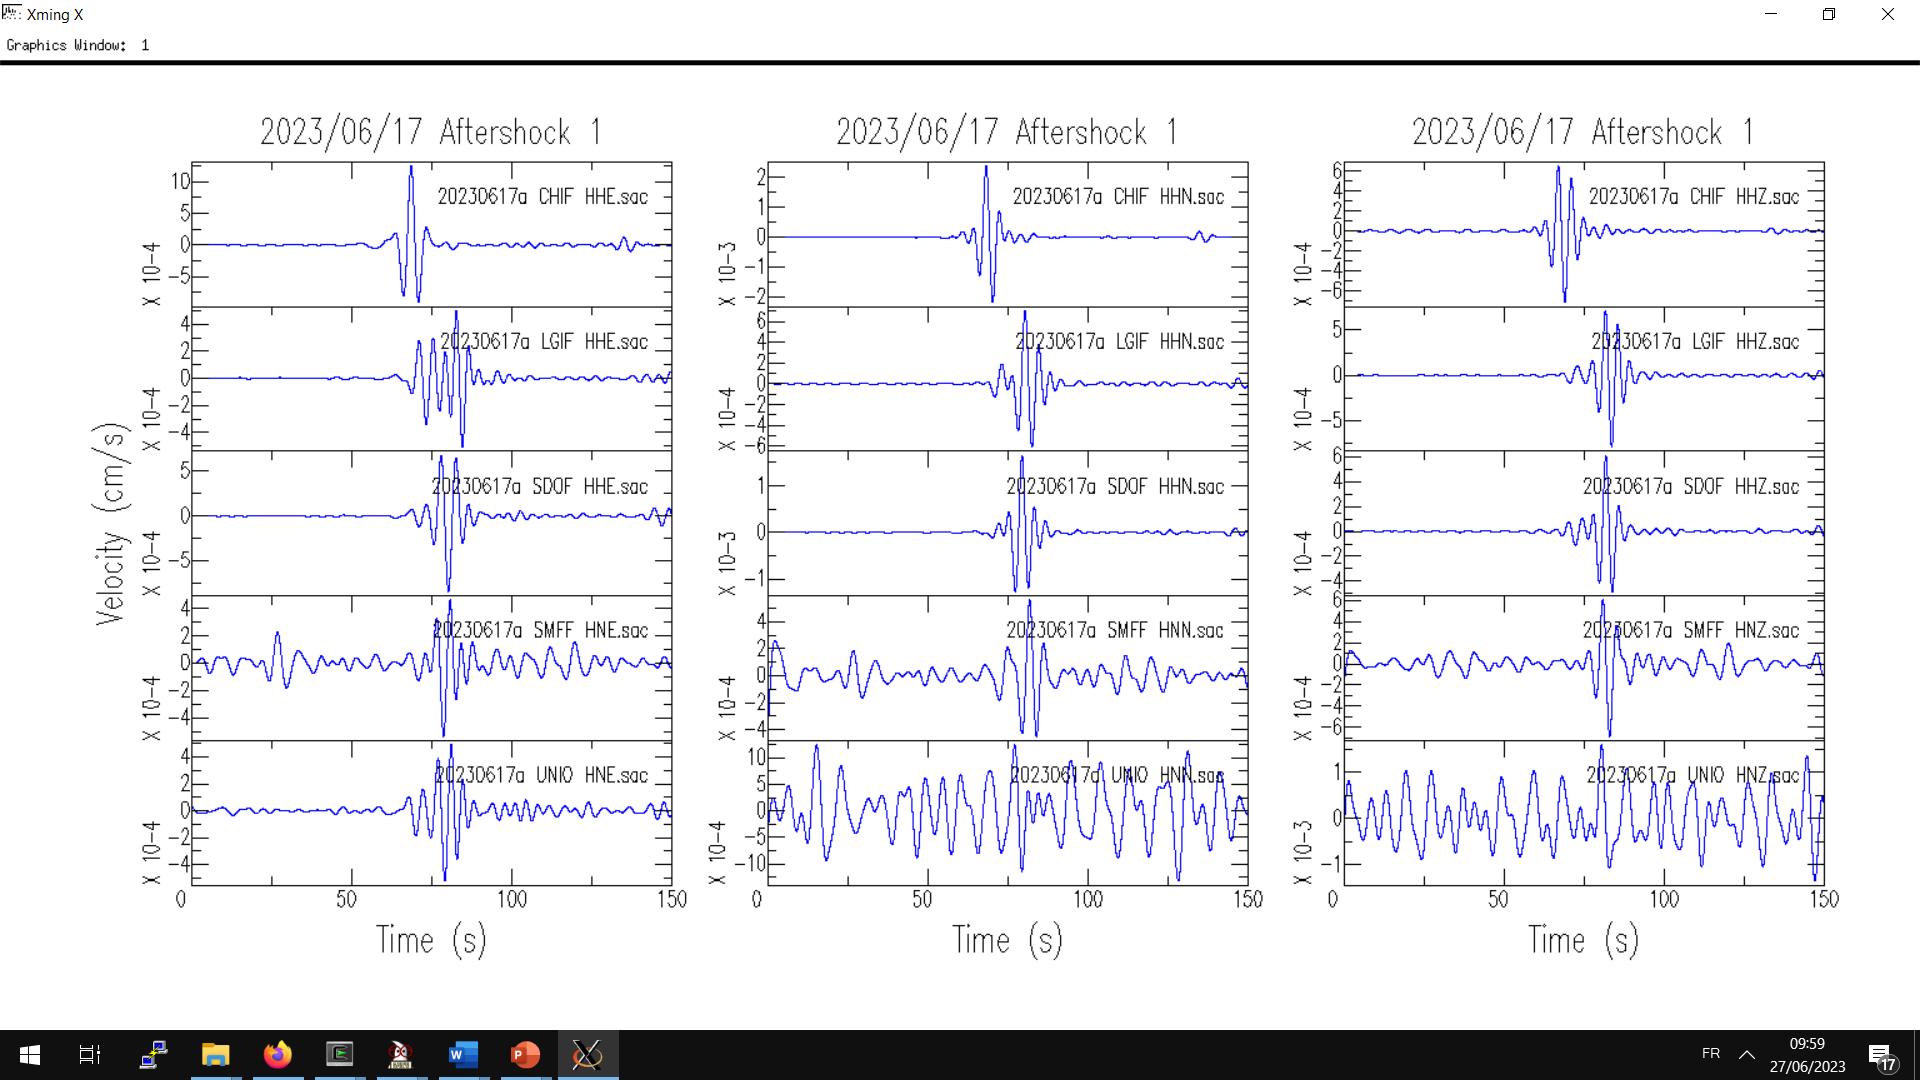 Xming X
Graphics Window: 1
2023/06/17 Aftershock 1
2023/06/17 Aftershock 1
2023/06/17 Aftershock 1
Velocity (cm/s)
10
5
0
-5
X 10-4
20230617a CHIF HHE.sac
4
2
0
-2
-4
X 10-4
20230617a LGIF HHE.sac
5
0
-5
X 10-4
20230617a SDOF HHE.sac
4
2
0
-2
-4
X 10-4
20230617a SMFF HNE.sac
4
2
0
-2
-4
X 10-4
20230617a UNIO HNE.sac
0 50 100 150
Time (s)
2
1
0
-1
-2
X 10-3
20230617a CHIF HHN.sac
6
4
2
0
-2
-4
-6
X 10-4
20230617a LGIF HHN.sac
1
0
-1
X 10-3
20230617a SDOF HHN.sac
4
2
0
-2
-4
X 10-4
20230617a SMFF HNN.sac
10
5
0
-5
-10
X 10-4
20230617a UNIO HNN.sac
0 50 100 150
Time (s)
6
4
2
0
-2
-4
-6
X 10-4
20230617a CHIF HHZ.sac
5
0
-5
X 10-4
20230617a LGIF HHZ.sac
6
4
2
0
-2
-4
X 10-4
20230617a SDOF HHZ.sac
6
4
2
0
-2
-4
-6
X 10-4
20230617a SMFF HNZ.sac
1
0
-1
X 10-3
20230617a UNIO HNZ.sac
0 50 100 150
Time (s)
FR
09:59
27/06/2023
17